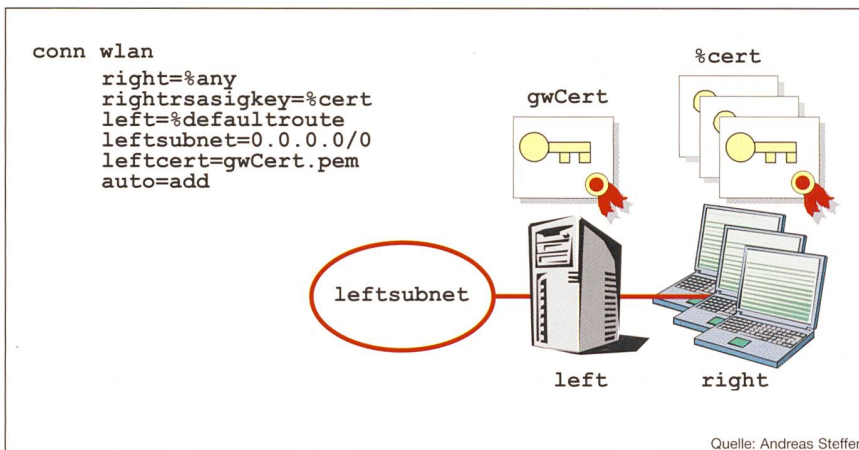 conn wlan
right=%any
rightrsasigkey=%cert
left=%defaultroute
leftsubnet=0.0.0.0/0
leftcert=gwCert.pem
auto=add
%cert
gwCert
leftsubnet
left
right
Quelle: Andreas Steffen